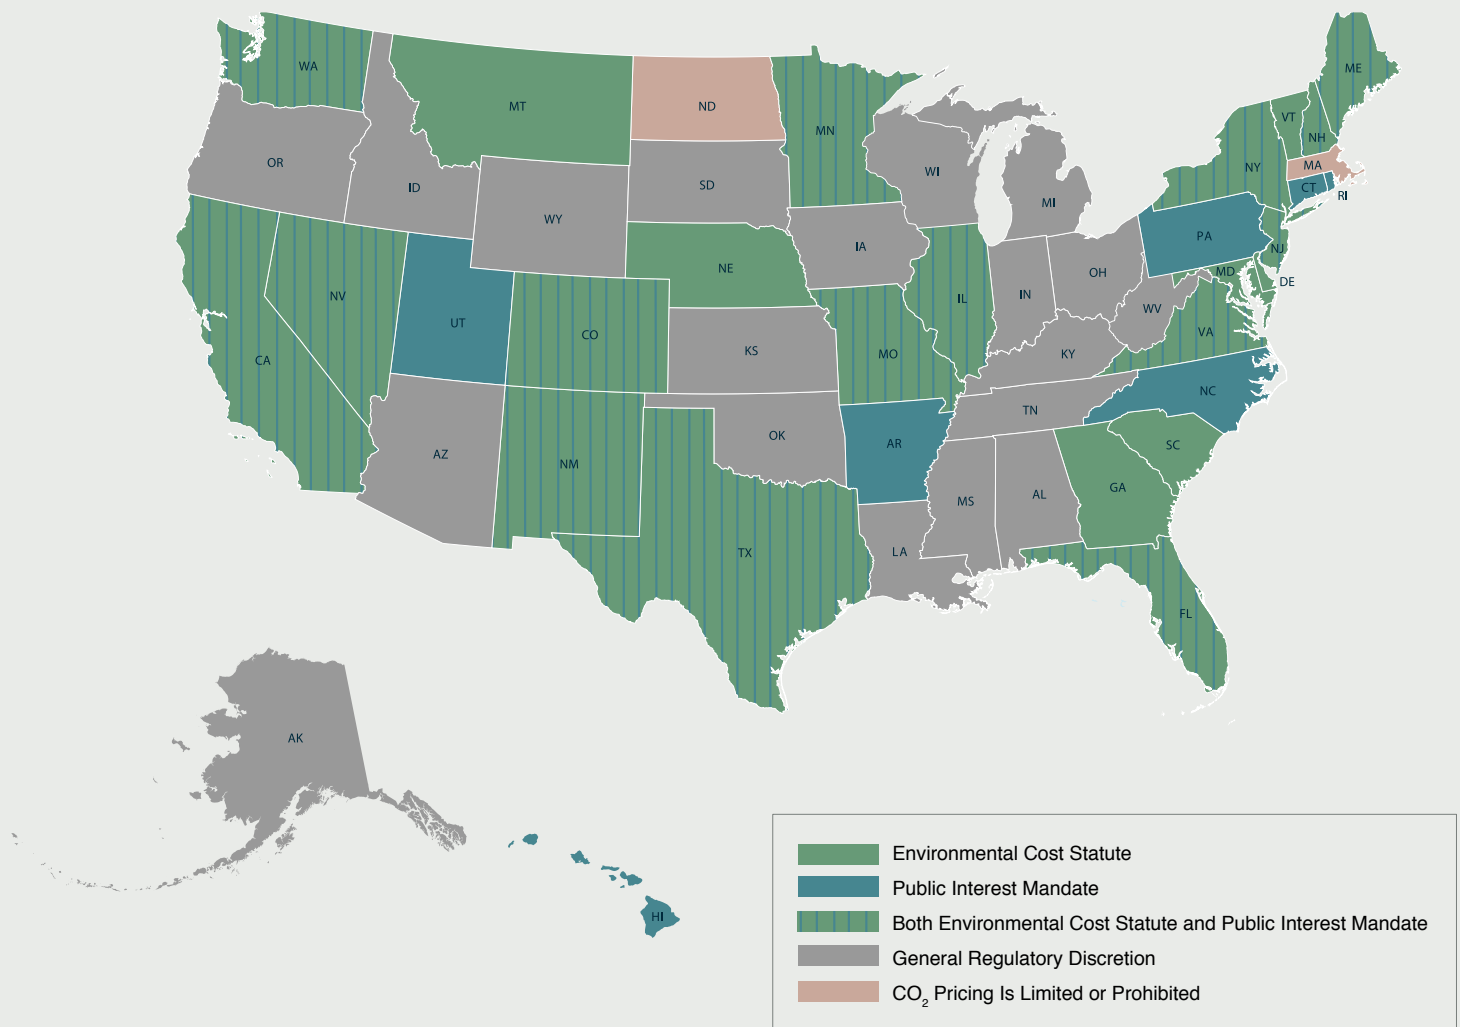 WA
MT
ND
MN
ME
VT
NH
OR
ID
SD
WI
NY
MA
CT
RI
WY
MI
PA
NV
NE
IA
OH
NJ
MD
DE
UT
CO
IL
IN
WV
VA
CA
KS
MO
KY
NC
AZ
NM
OK
AR
TN
SC
GA
MS
AL
TX
LA
FL
AK
HI
Environmental Cost Statute
Public Interest Mandate
Both Environmental Cost Statute and Public Interest Mandate
General Regulatory Discretion
CO₂ Pricing Is Limited or Prohibited